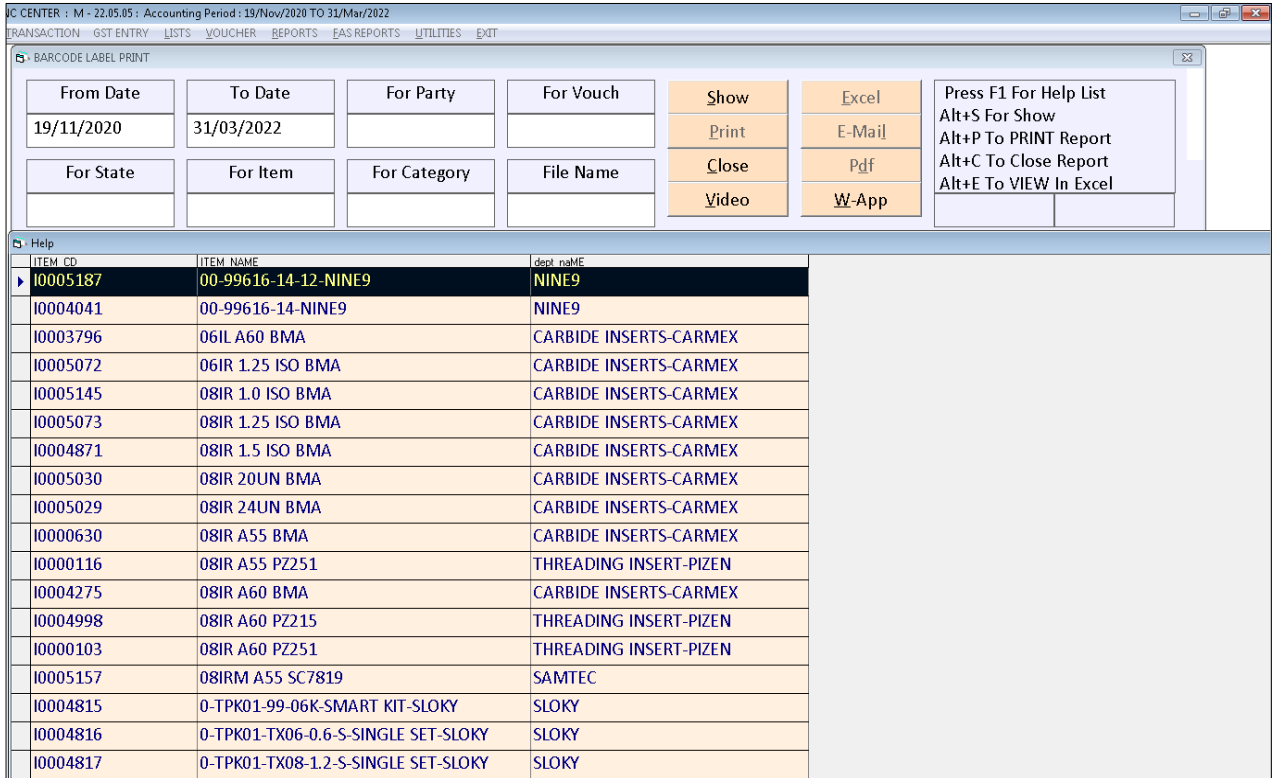 NC CENTER : M - 22.05.05 : Accounting Period : 19/Nov/2020 TO 31/Mar/2022
TRANSACTION GST ENTRY LISTS VOUCHER REPORTS EAS REPORTS UTILITIES EXIT
BARCODE LABEL PRINT
From Date To Date For Party For Vouch
19/11/2020 31/03/2022
For State For Item For Category File Name
Show Excel
Print E-Mail
Close Pdf
Video W-App
Press F1 For Help List
Alt+S For Show
Alt+P To PRINT Report
Alt+C To Close Report
Alt+E To VIEW In Excel
Help
ITEM_CD ITEM_NAME dept_naME
I0005187 00-99616-14-12-NINE9 NINE9
I0004041 00-99616-14-NINE9 NINE9
I0003796 06IL A60 BMA CARBIDE INSERTS-CARMEX
I0005072 06IR 1.25 ISO BMA CARBIDE INSERTS-CARMEX
I0005145 08IR 1.0 ISO BMA CARBIDE INSERTS-CARMEX
I0005073 08IR 1.25 ISO BMA CARBIDE INSERTS-CARMEX
I0004871 08IR 1.5 ISO BMA CARBIDE INSERTS-CARMEX
I0005030 08IR 20UN BMA CARBIDE INSERTS-CARMEX
I0005029 08IR 24UN BMA CARBIDE INSERTS-CARMEX
I0000630 08IR A55 BMA CARBIDE INSERTS-CARMEX
I0000116 08IR A55 PZ251 THREADING INSERT-PIZEN
I0004275 08IR A60 BMA CARBIDE INSERTS-CARMEX
I0004998 08IR A60 PZ215 THREADING INSERT-PIZEN
I0000103 08IR A60 PZ251 THREADING INSERT-PIZEN
I0005157 08IRM A55 SC7819 SAMTEC
I0004815 0-TPK01-99-06K-SMART KIT-SLOKY SLOKY
I0004816 0-TPK01-TX06-0.6-S-SINGLE SET-SLOKY SLOKY
I0004817 0-TPK01-TX08-1.2-S-SINGLE SET-SLOKY SLOKY